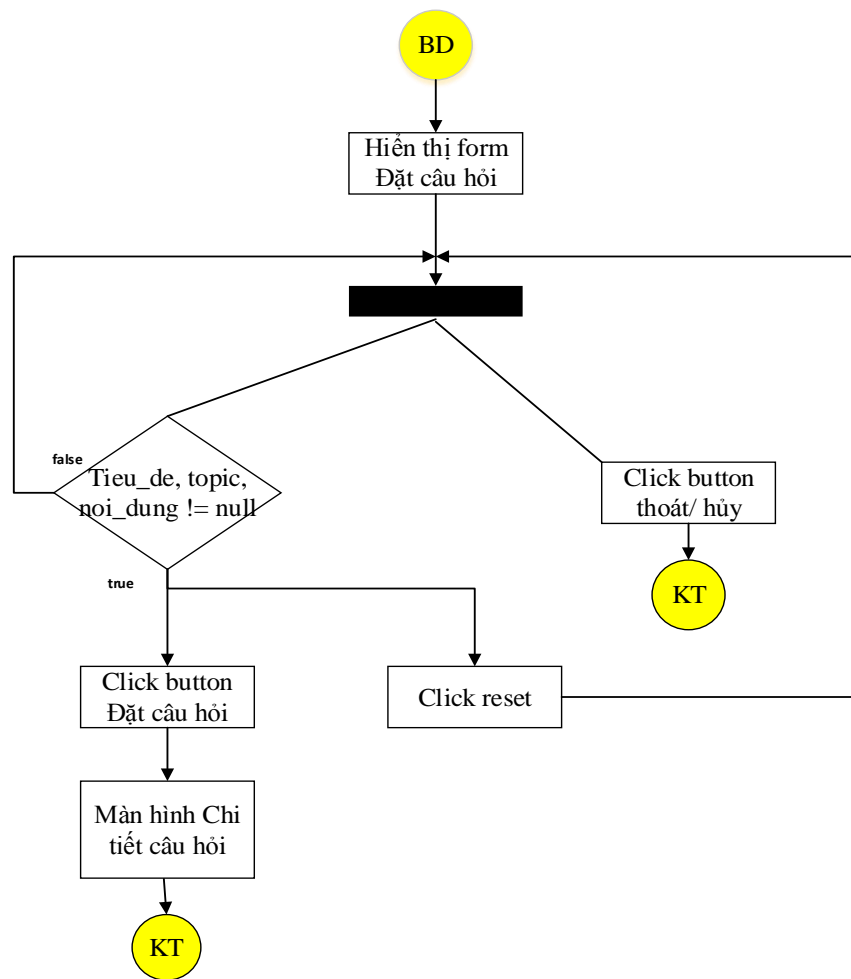 BD
Hiển thị form
Đặt câu hỏi
false
Tieu_de, topic,
noi_dung != null
Click button
thoát/ hủy
true
KT
Click button
Đặt câu hỏi
Click reset
Màn hình Chi
tiết câu hỏi
KT